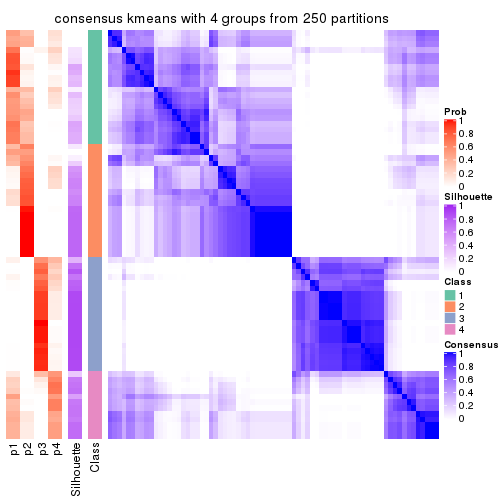 consensus kmeans with 4 groups from 250 partitions
Prob
1
0.8
0.6
0.4
0.2
0
Silhouette
1
0.8
0.6
0.4
0.2
0
Class
1
2
3
4
Consensus
1
0.8
0.6
0.4
0.2
0
p1
p2
p3
p4
Silhouette
Class